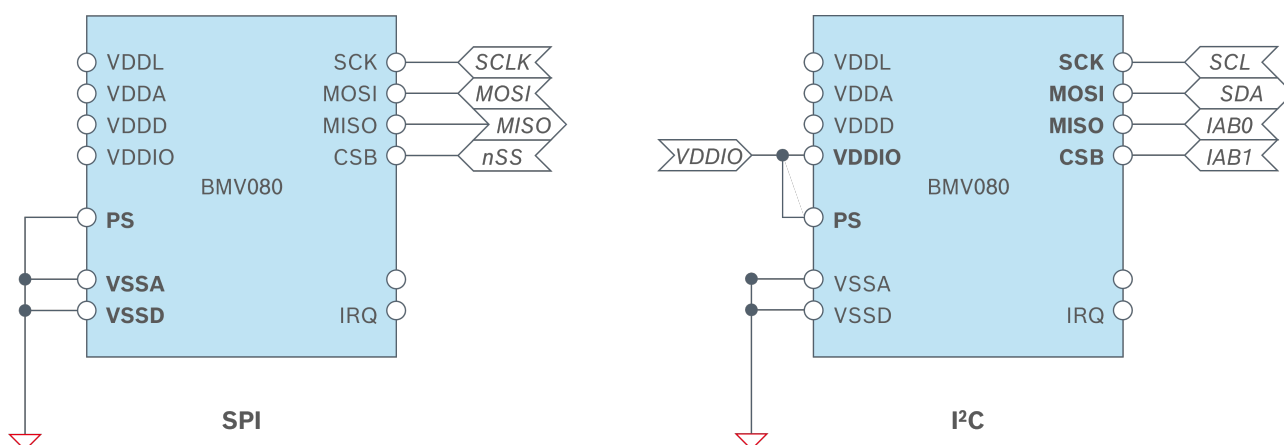 VDDL SCK SCLK
VDDA MOSI MOSI
VDDD MISO MISO
VDDIO CSB nSS
BMV080
PS
VSSA
VSSD IRQ
SPI
VDDL SCK SCL
VDDA MOSI SDA
VDDD MISO IAB0
VDDIO VDDIO CSB IAB1
BMV080
PS
VSSA
VSSD IRQ
I²C